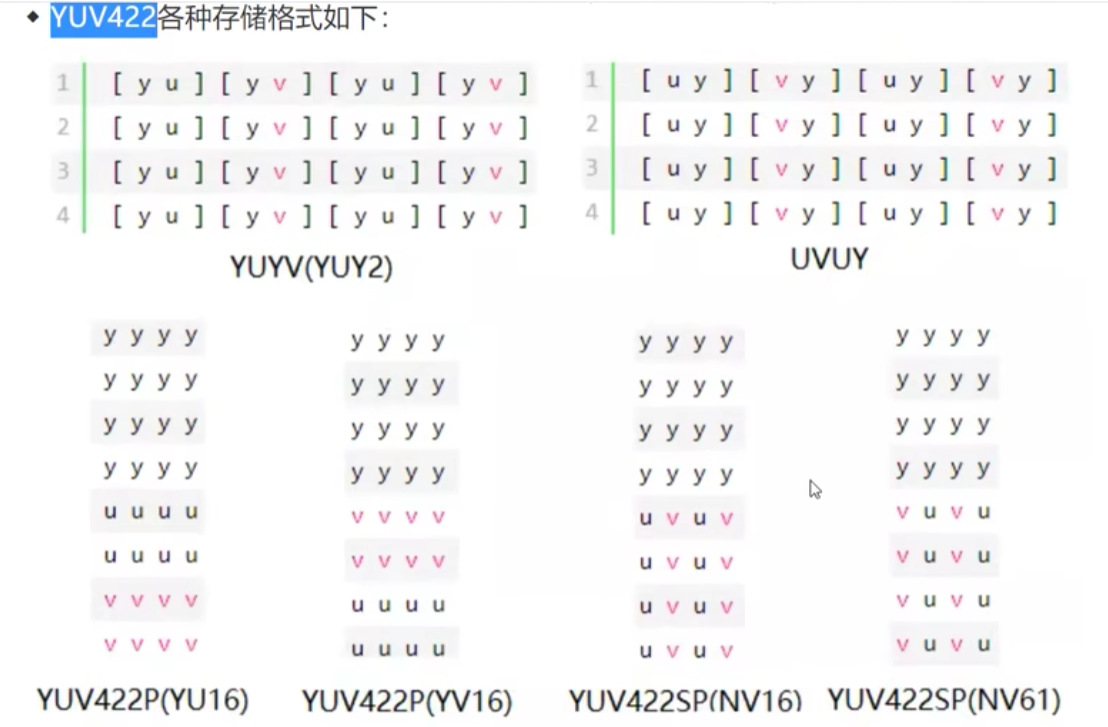 ◆ YUV422各种存储格式如下：
1 [ y u ] [ y v ] [ y u ] [ y v ]
2 [ y u ] [ y v ] [ y u ] [ y v ]
3 [ y u ] [ y v ] [ y u ] [ y v ]
4 [ y u ] [ y v ] [ y u ] [ y v ]
YUYV(YUY2)
1 [ u y ] [ v y ] [ u y ] [ v y ]
2 [ u y ] [ v y ] [ u y ] [ v y ]
3 [ u y ] [ v y ] [ u y ] [ v y ]
4 [ u y ] [ v y ] [ u y ] [ v y ]
UVUY
y y y y
y y y y
y y y y
y y y y
u u u u
u u u u
v v v v
v v v v
YUV422P(YU16)
y y y y
y y y y
y y y y
y y y y
v v v v
v v v v
u u u u
u u u u
YUV422P(YV16)
y y y y
y y y y
y y y y
y y y y
u v u v
u v u v
u v u v
u v u v
YUV422SP(NV16)
y y y y
y y y y
y y y y
y y y y
v u v u
v u v u
v u v u
v u v u
YUV422SP(NV61)